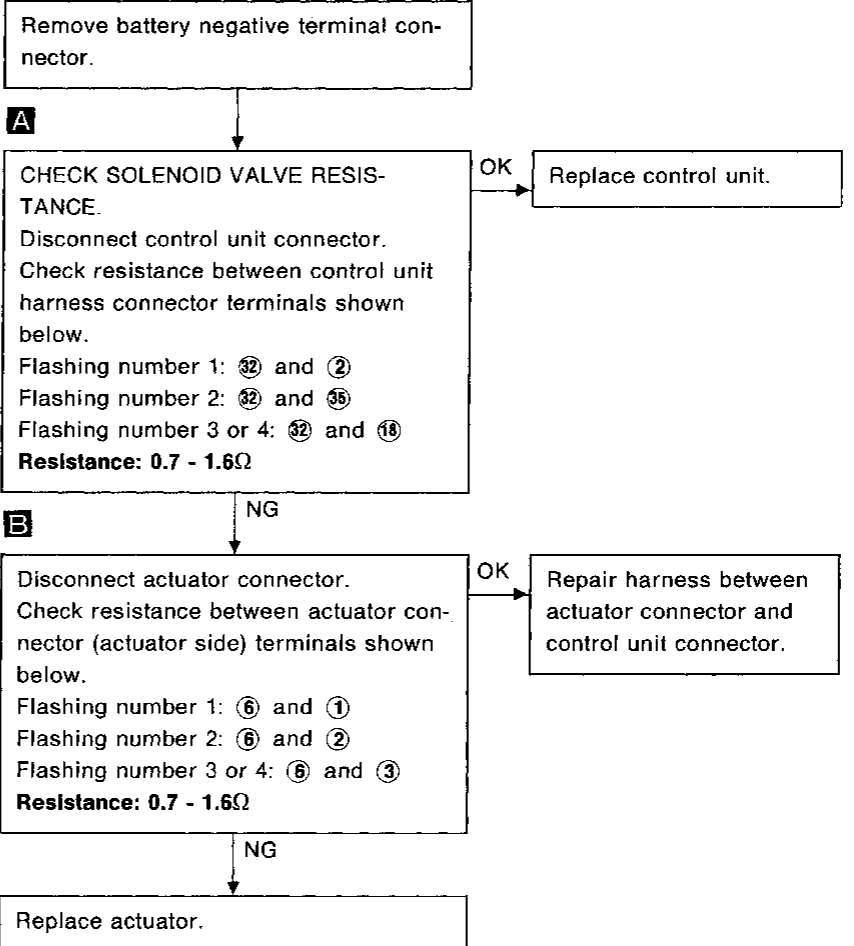 Remove battery negative terminal con-
nector.
A
CHECK SOLENOID VALVE RESIS-
TANCE.
Disconnect control unit connector.
Check resistance between control unit
harness connector terminals shown
below.
Flashing number 1: ㉜ and ②
Flashing number 2: ㉜ and ㉟
Flashing number 3 or 4: ㉜ and ⑱
Resistance: 0.7 - 1.6Ω
OK
Replace control unit.
NG
B
Disconnect actuator connector.
Check resistance between actuator con-
nector (actuator side) terminals shown
below.
Flashing number 1: ⑥ and ①
Flashing number 2: ⑥ and ②
Flashing number 3 or 4: ⑥ and ③
Resistance: 0.7 - 1.6Ω
OK
Repair harness between
actuator connector and
control unit connector.
NG
Replace actuator.